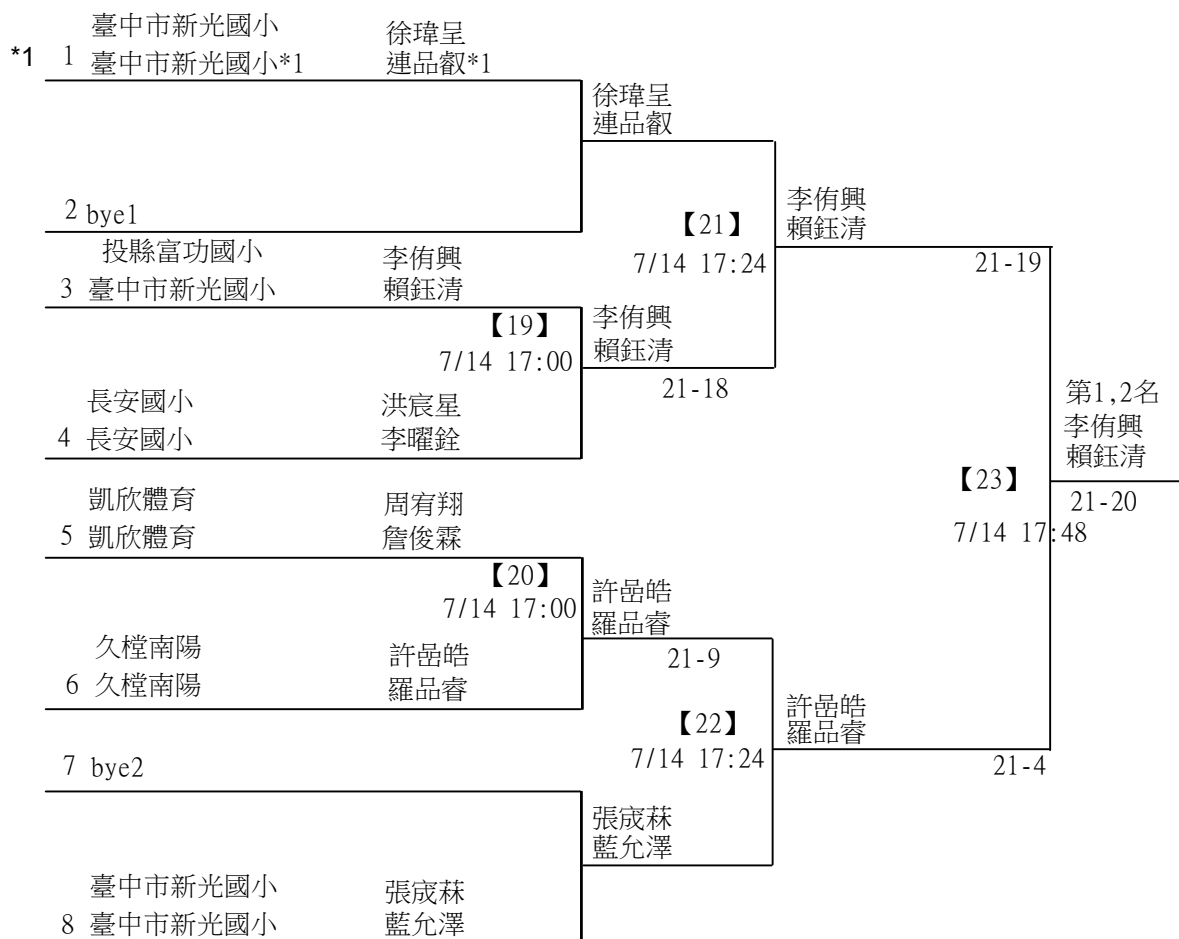 臺中市新光國小 徐瑋呈
*1 1 臺中市新光國小*1 連品叡*1
徐瑋呈
連品叡
2 bye1
【21】
7/14 17:24
李侑興
賴鈺清
21-19
投縣富功國小 李侑興
3 臺中市新光國小 賴鈺清
【19】
7/14 17:00
李侑興
賴鈺清
21-18
長安國小 洪宸星
4 長安國小 李曜銓
第1,2名
李侑興
賴鈺清
【23】
21-20
7/14 17:48
凱欣體育 周宥翔
5 凱欣體育 詹俊霖
【20】
7/14 17:00
許嵒皓
羅品睿
21-9
久樘南陽 許嵒皓
6 久樘南陽 羅品睿
【22】
7/14 17:24
許嵒皓
羅品睿
21-4
7 bye2
張宬菻
藍允澤
臺中市新光國小 張宬菻
8 臺中市新光國小 藍允澤